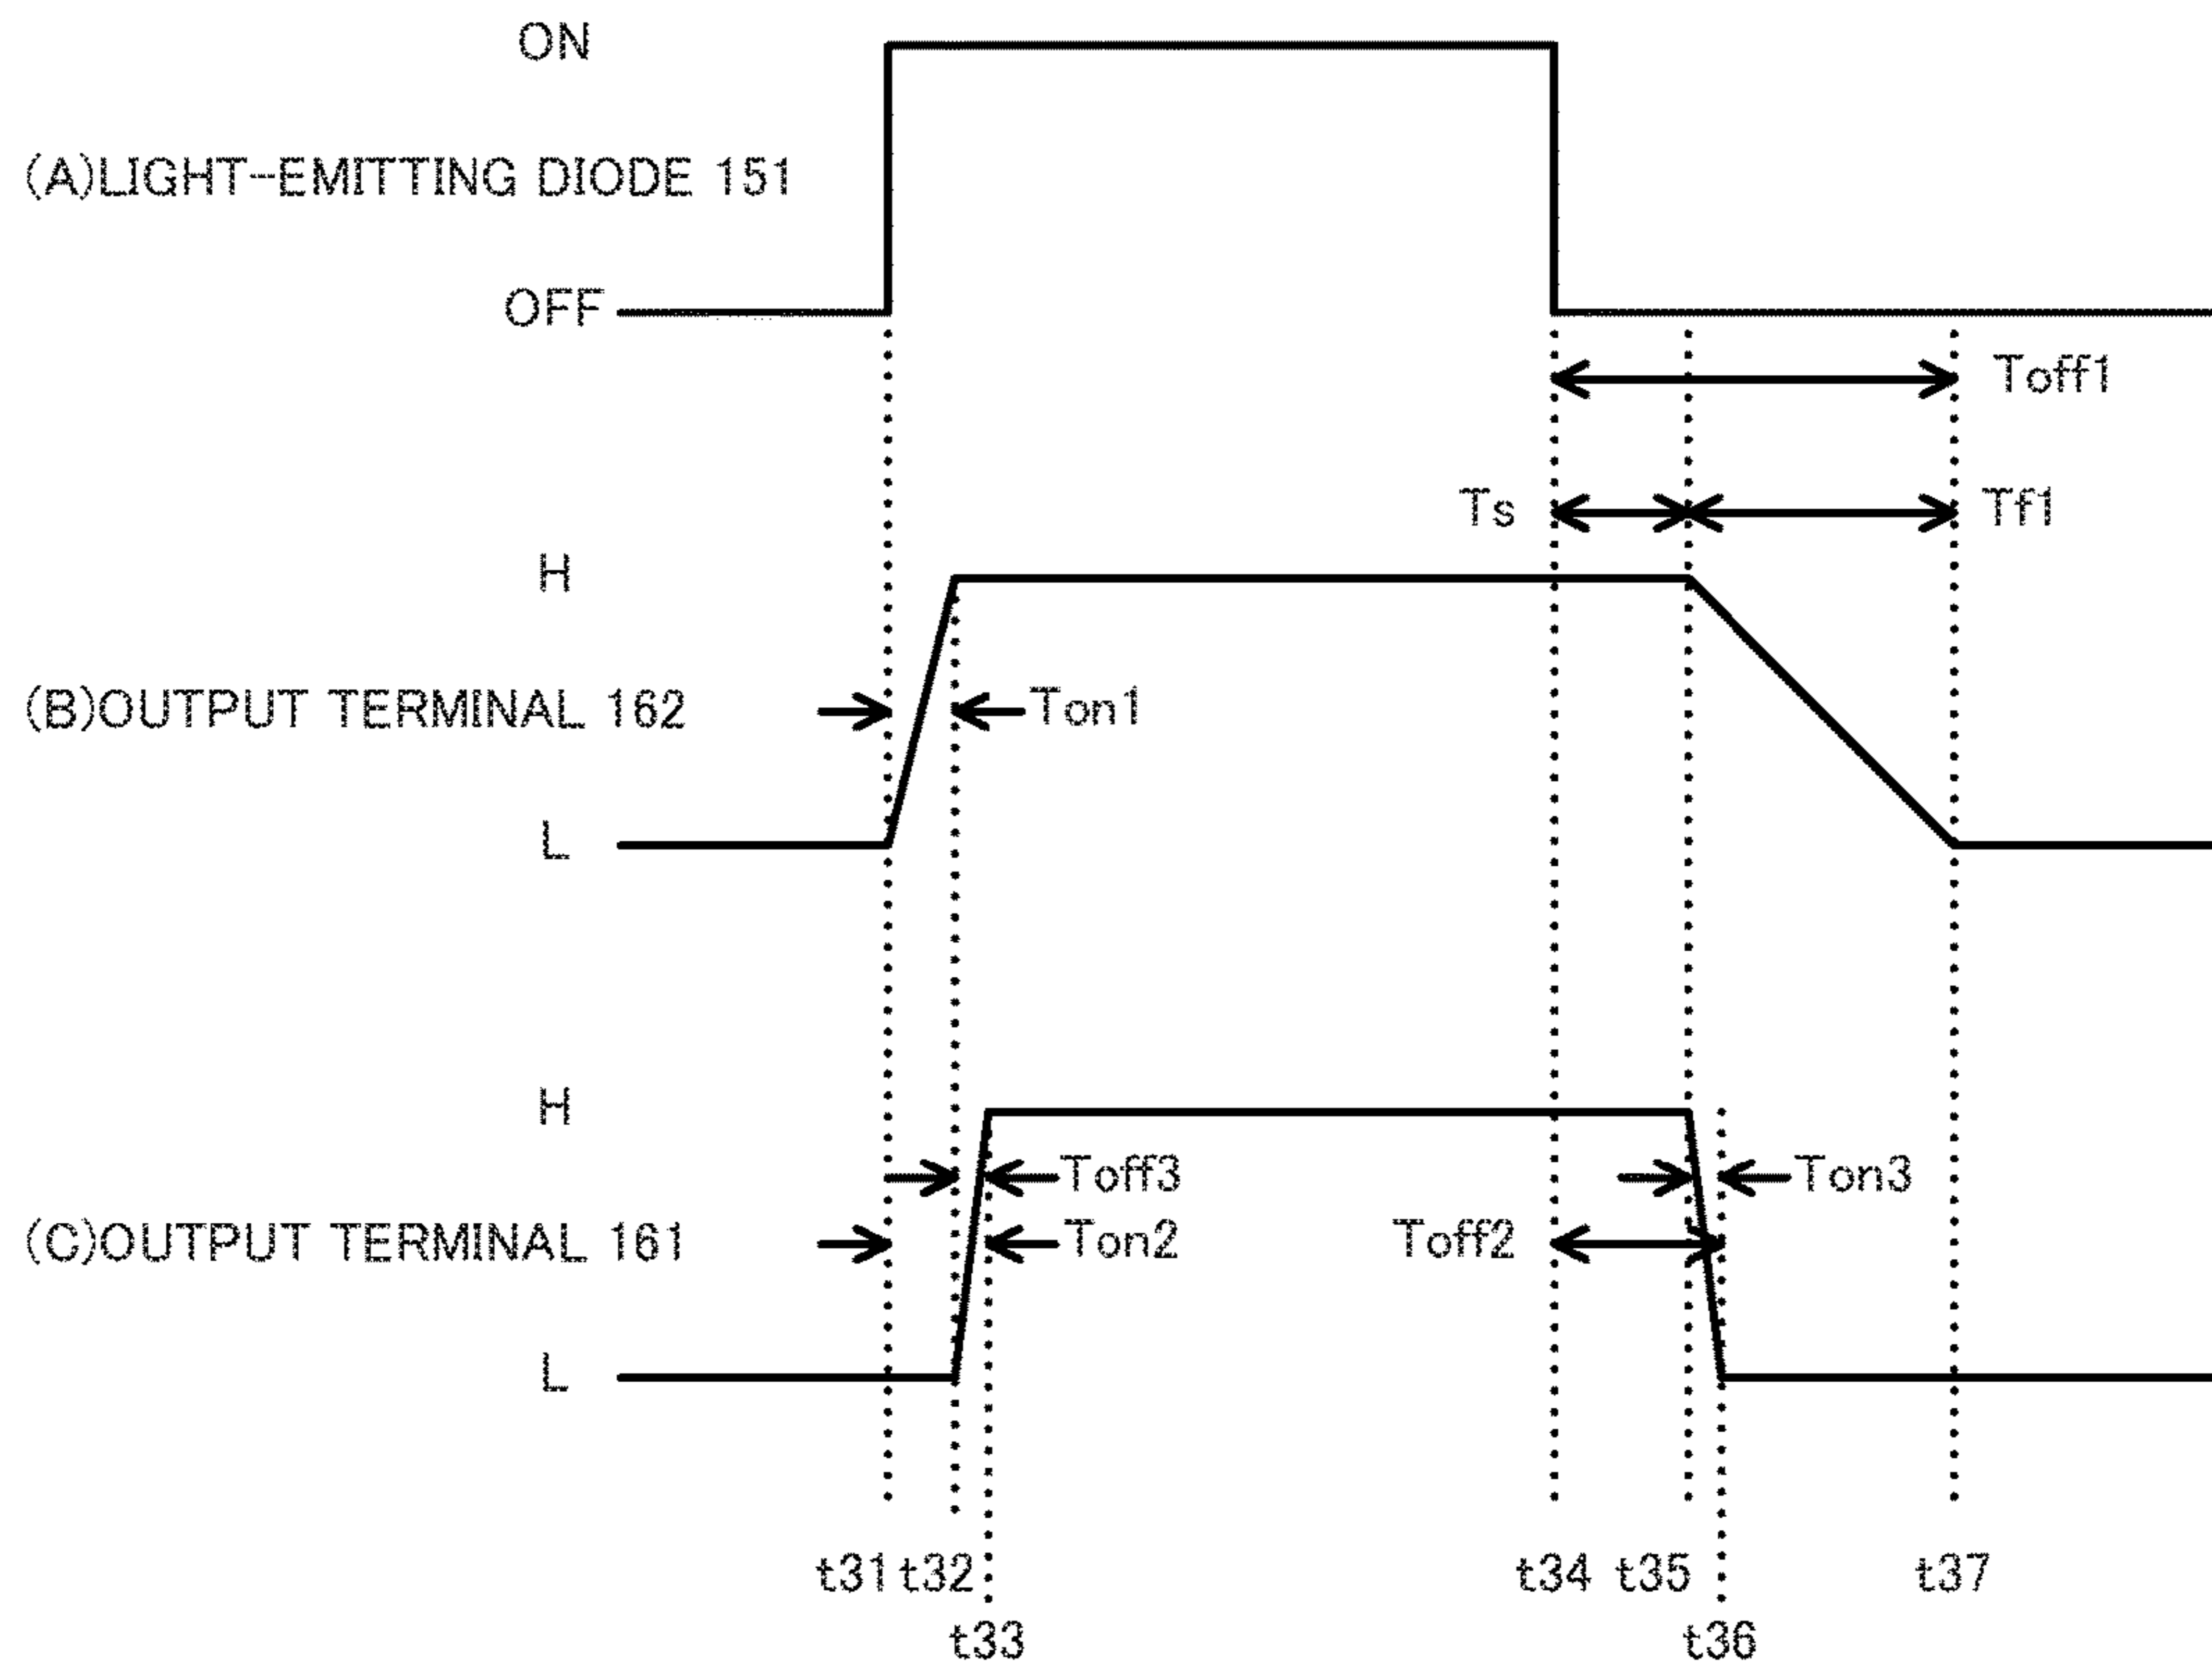 ON
(A)LIGHT-EMITTING DIODE 151
OFF
Toff1
Ts
Tf1
H
(B)OUTPUT TERMINAL 162
Ton1
L
H
Toff3
Ton3
(C)OUTPUT TERMINAL 161
Ton2
Toff2
L
t31 t32 t34 t35 t37
t33 t36